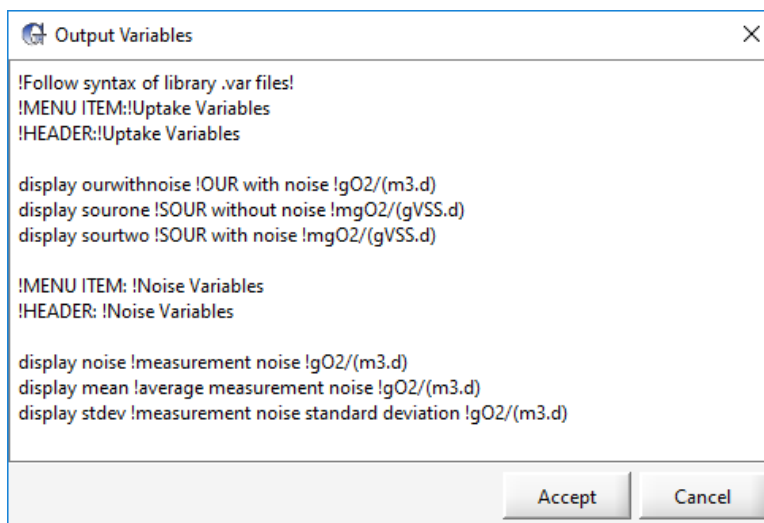 Output Variables
!Follow syntax of library .var files!
!MENU ITEM:!Uptake Variables
!HEADER:!Uptake Variables
display ourwithnoise !OUR with noise !gO2/(m3.d)
display sourone !SOUR without noise !mgO2/(gVSS.d)
display sourtwo !SOUR with noise !mgO2/(gVSS.d)
!MENU ITEM: !Noise Variables
!HEADER: !Noise Variables
display noise !measurement noise !gO2/(m3.d)
display mean !average measurement noise !gO2/(m3.d)
display stdev !measurement noise standard deviation !gO2/(m3.d)
Accept Cancel